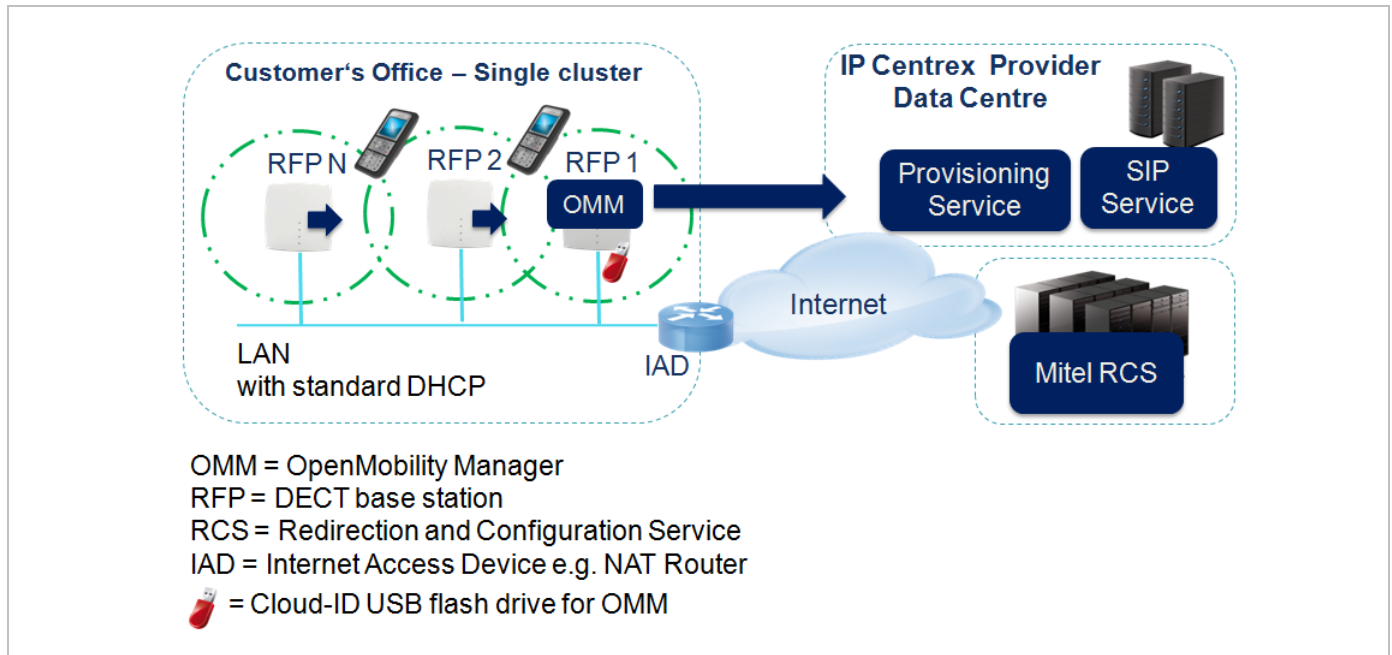 Customer‘s Office – Single cluster
IP Centrex Provider
Data Centre
RFP N
RFP 2
RFP 1
OMM
Provisioning
Service
SIP
Service
Internet
LAN
with standard DHCP
IAD
Mitel RCS
OMM = OpenMobility Manager
RFP = DECT base station
RCS = Redirection and Configuration Service
IAD = Internet Access Device e.g. NAT Router
= Cloud-ID USB flash drive for OMM